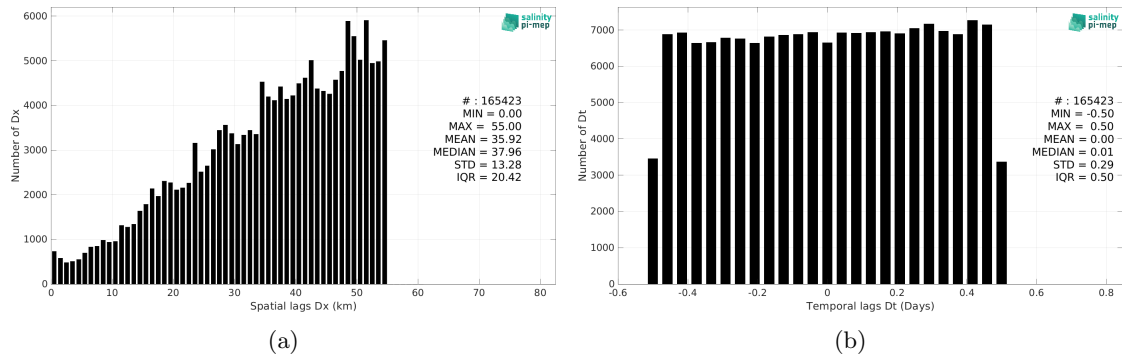 salinity
pi-mep
6000
5000
4000
3000
2000
1000
0
Number of Dx
# : 165423
MIN = 0.00
MAX = 55.00
MEAN = 35.92
MEDIAN = 37.96
STD = 13.28
IQR = 20.42
0 10 20 30 40 50 60 70 80
Spatial lags Dx (km)
(a)
salinity
pi-mep
7000
6000
5000
4000
3000
2000
1000
0
Number of Dt
# : 165423
MIN = -0.50
MAX = 0.50
MEAN = 0.00
MEDIAN = 0.01
STD = 0.29
IQR = 0.50
-0.6 -0.4 -0.2 0 0.2 0.4 0.6 0.8
Temporal lags Dt (Days)
(b)